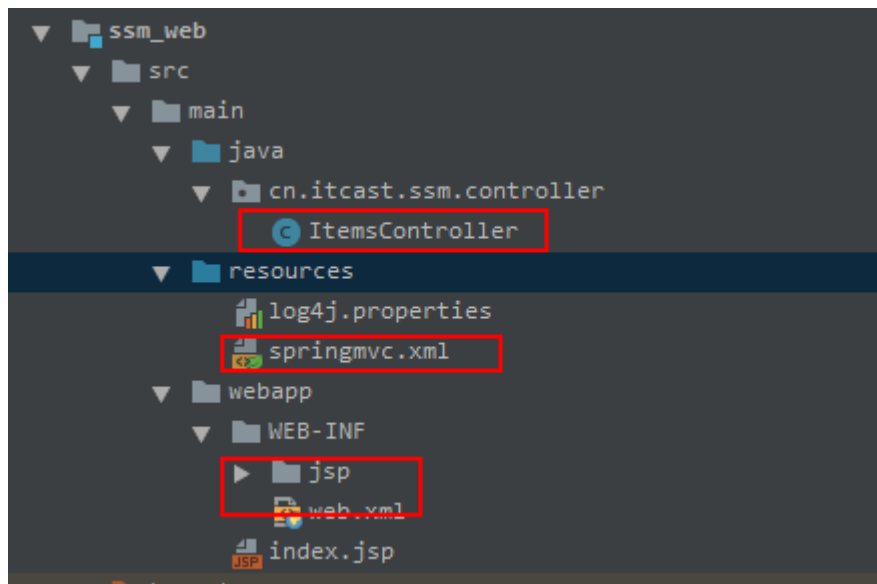 ssm_web
src
main
java
cn.itcast.ssm.controller
C ItemsController
resources
log4j.properties
springmvc.xml
webapp
WEB-INF
jsp
web.xml
JSP index.jsp